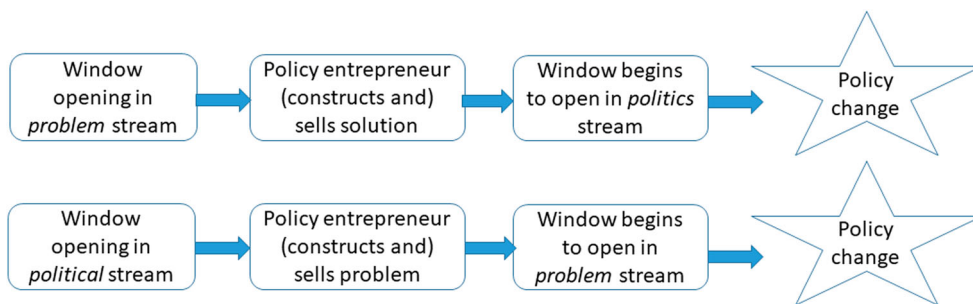 Window
opening in
problem stream
Policy entrepreneur
(constructs and)
sells solution
Window begins
to open in politics
stream
Policy
change
Window
opening in
political stream
Policy entrepreneur
(constructs and)
sells problem
Window begins
to open in
problem stream
Policy
change